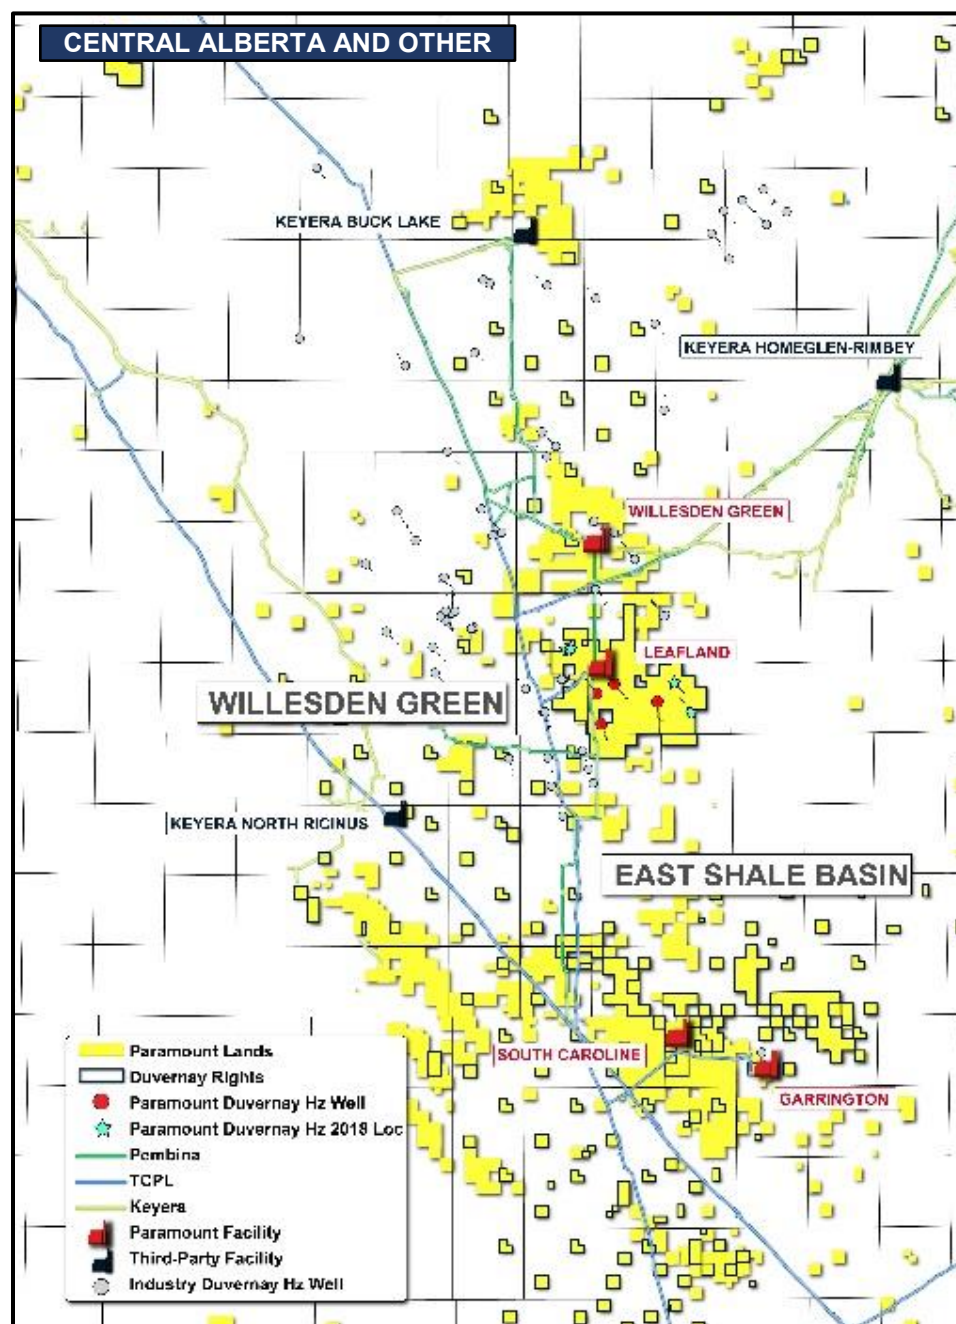 CENTRAL ALBERTA AND OTHER
KEYERA BUCK LAKE
KEYERA HOMEGLEN-RIMBEY
WILLESDEN GREEN
LEAFLAND
WILLESDEN GREEN
KEYERA NORTH RICINUS
EAST SHALE BASIN
SOUTH CAROLINE
GARRINGTON
Paramount Lands
Duvernay Rights
Paramount Duvernay Hz Well
Paramount Duvernay Hz 2018 Loc
Pembina
TCPL
Keyera
Paramount Facility
Third-Party Facility
Industry Duvernay Hz Well